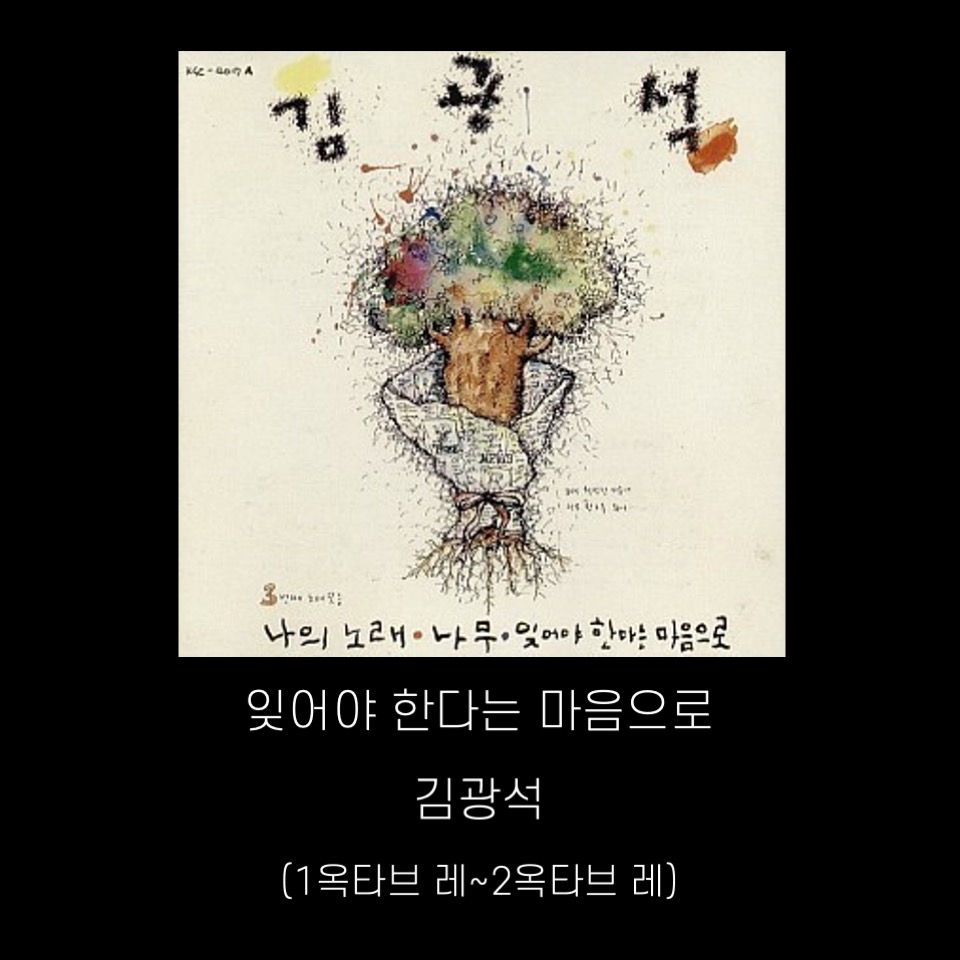 김광석
3번째 노래모음
나의 노래•나무•잊어야 한다는 마음으로
잊어야 한다는 마음으로
김광석
(1옥타브 레~2옥타브 레)